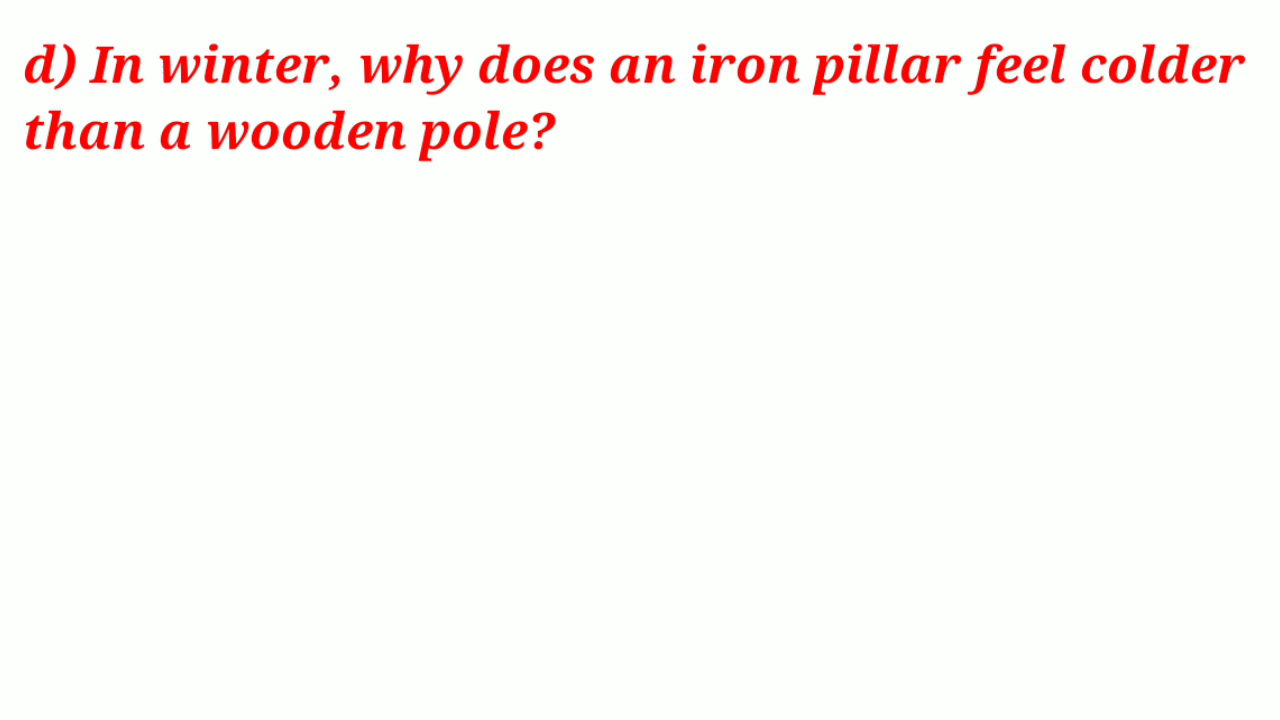 d) In winter, why does an iron pillar feel colder
than a wooden pole?